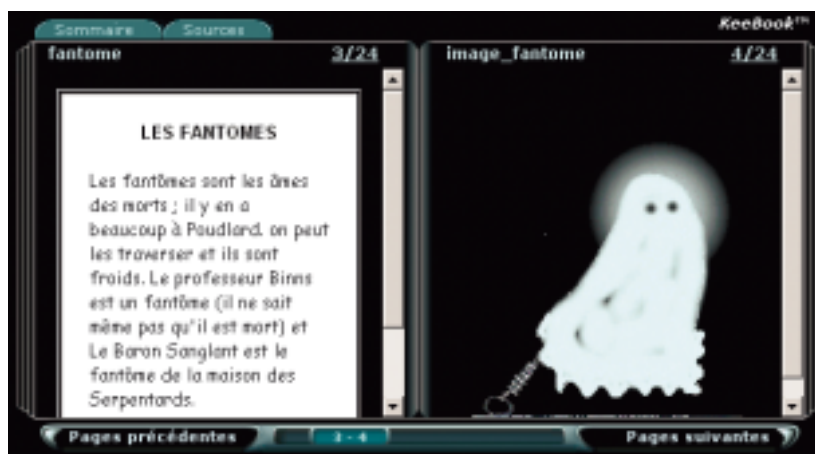 Sommaire
Sources
KeeBook™
fantome
3/24
LES FANTOMES
Les fantômes sont les âmes
des morts ; il y en a
beaucoup à Poudlard. on peut
les traverser et ils sont
froids. Le professeur Binns
est un fantôme (il ne sait
même pas qu'il est mort) et
Le Baron Sanglant est le
fantôme de la maison des
Serpentards.
image_fantome
4/24
Pages précédentes
3 - 4
Pages suivantes